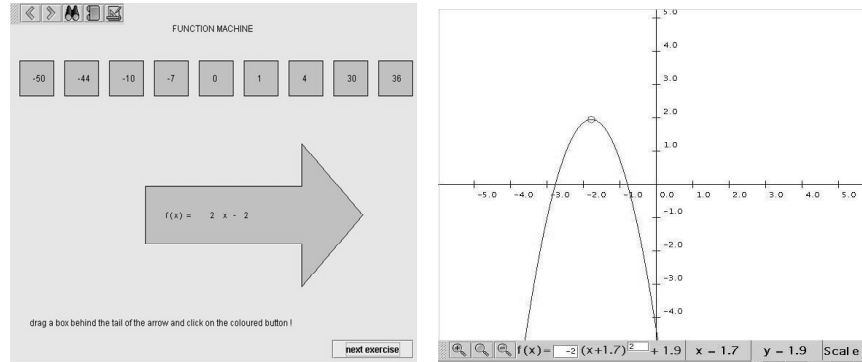 FUNCTION MACHINE
-50 -44 -10 -7 0 1 4 30 36
f(x) = 2 x - 2
drag a box behind the tail of the arrow and click on the coloured button !
next exercise
5.0
4.0
3.0
2.0
1.0
-5.0 -4.0 -3.0 -2.0 -1.0 0.0 1.0 2.0 3.0 4.0 5.0
-1.0
-2.0
-3.0
-4.0
f(x)= -2 (x+1.7) 2 + 1.9 x - 1.7 y - 1.9 Scale